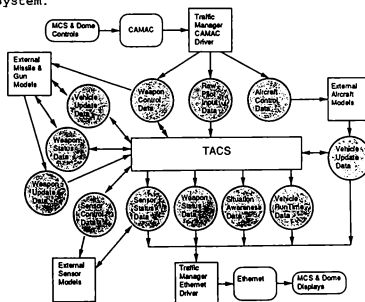 System.
MCS & Dome
Controls
CAMAC
Traffic
Manager
CAMAC
Driver
External
Missile &
Gun
Models
Vehicle
Update
Data
Weapon
Control
Data
Raw
Pilot
Input
Data
Aircraft
Control
Data
External
Aircraft
Models
Weapon
Status
Data
TACS
Vehicle
Update
Data
Weapon
Update
Data
Sensor
Control
Data
Sensor
Status
Data
Weapon
Status
Data
Situation
Awareness
Data
Vehicle
RunTime
Data
External
Sensor
Models
Traffic
Manager
Ethernet
Driver
Ethernet
MCS & Dome
Displays